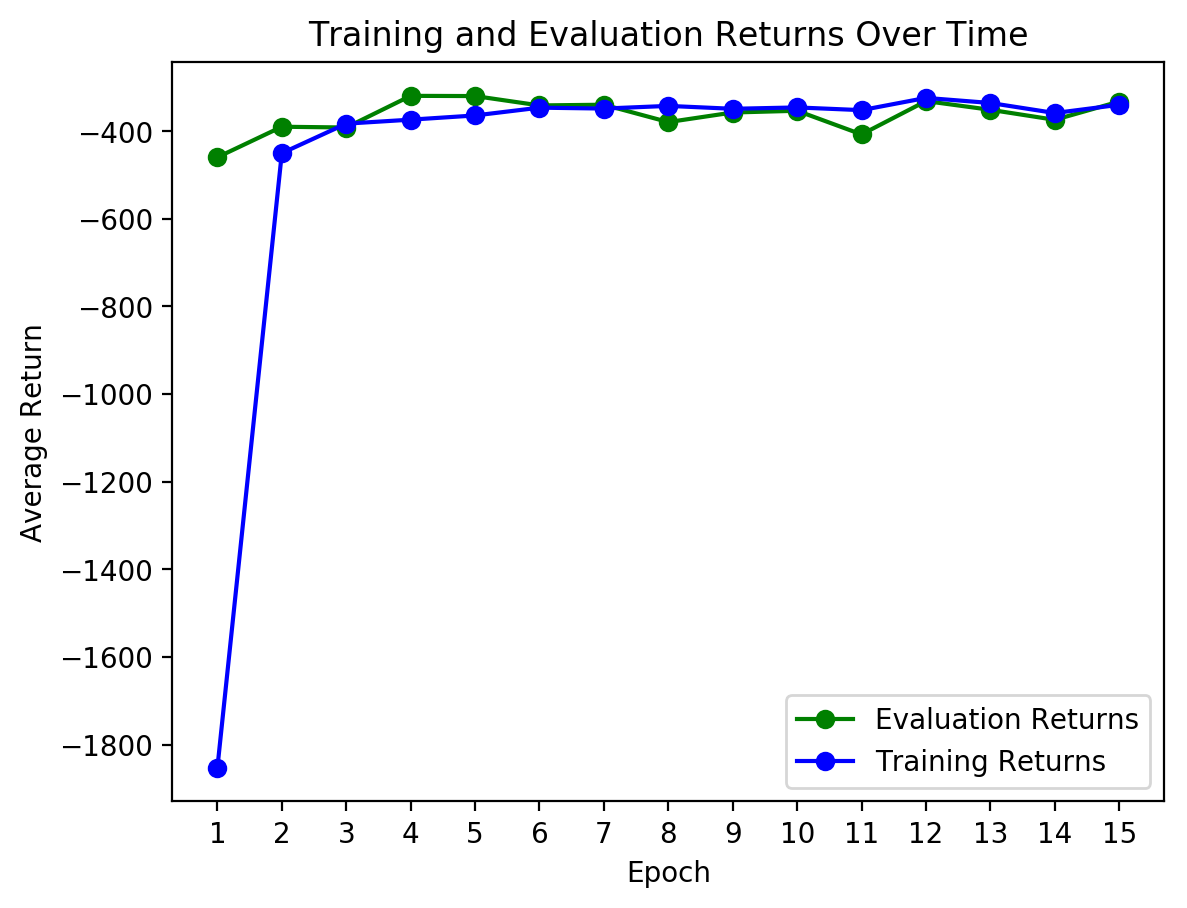 Training and Evaluation Returns Over Time
−400
−600
−800
−1000
−1200
−1400
−1600
−1800
Average Return
Evaluation Returns
Training Returns
1 2 3 4 5 6 7 8 9 10 11 12 13 14 15
Epoch